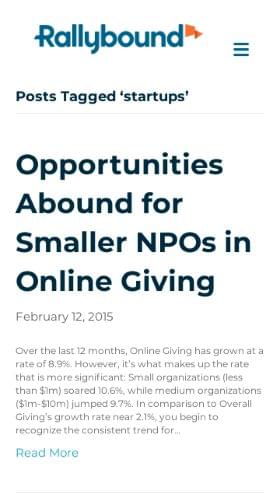 Rallybound
Posts Tagged ‘startups’
Opportunities
Abound for
Smaller NPOs in
Online Giving
February 12, 2015
Over the last 12 months, Online Giving has grown at a
rate of 8.9%. However, it’s what makes up the rate
that is more significant: Small organizations (less
than $1m) soared 10.6%, while medium organizations
($1m-$10m) jumped 9.7%. In comparison to Overall
Giving’s growth rate near 2.1%, you begin to
recognize the consistent trend for...
Read More